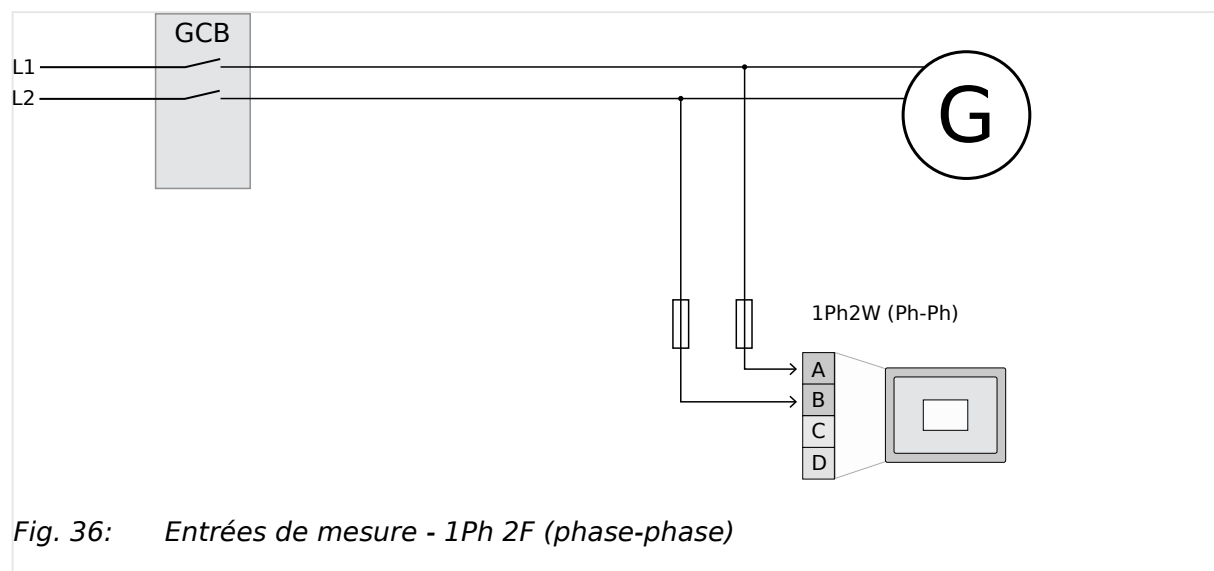 GCB
L1
L2
G
1Ph2W (Ph-Ph)
A
B
C
D
Fig. 36: Entrées de mesure - 1Ph 2F (phase-phase)